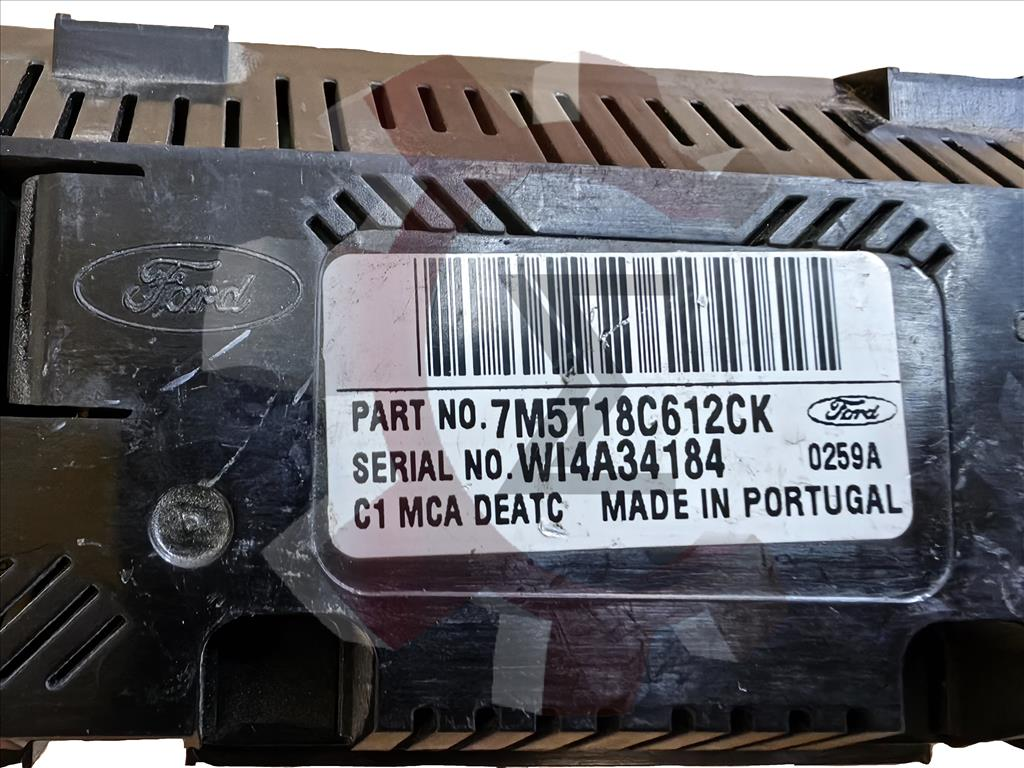 Ford
PART NO. 7M5T18C612CK
Ford
SERIAL NO. WI4A34184
0259A
C1 MCA DEATC MADE IN PORTUGAL